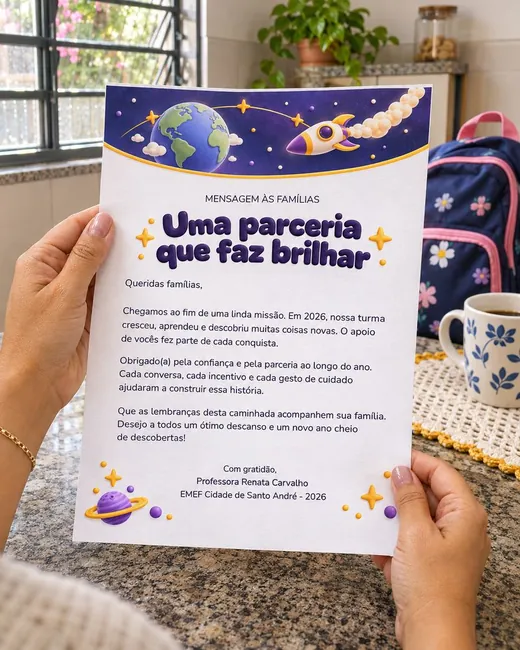 MENSAGEM ÀS FAMÍLIAS
Uma parceria
que faz brilhar
Queridas famílias,
Chegamos ao fim de uma linda missão. Em 2026, nossa turma
cresceu, aprendeu e descobriu muitas coisas novas. O apoio
de vocês fez parte de cada conquista.
Obrigado(a) pela confiança e pela parceria ao longo do ano.
Cada conversa, cada incentivo e cada gesto de cuidado
ajudaram a construir essa história.
Que as lembranças desta caminhada acompanhem sua família.
Desejo a todos um ótimo descanso e um novo ano cheio
de descobertas!
Com gratidão,
Professora Renata Carvalho
EMEF Cidade de Santo André - 2026